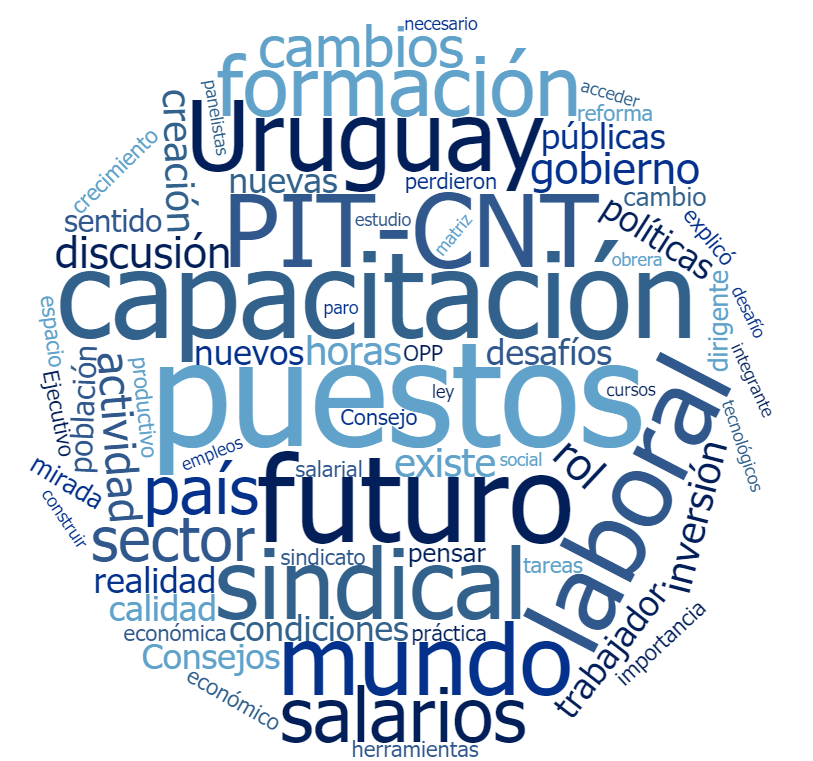 necesario
cambios
formación
acceder
panelistas
creación
reforma
Uruguay
públicas
crecimiento
gobierno
nuevas
perdieron
cambio
PIT-CNT
políticas
sentido
estudio
explicó
matriz
discusión
capacitación
obrera
dirigente
desafío
espacio
paro
nuevos
horas
OPP
desafíos
integrante
Ejecutivo
población
actividad
productivo
puestos
ley
cursos
laboral
Consejo
tecnológicos
empleos
salarial
existe
social
rol
mirada
país
futuro
inversión
construir
sector
sindicato
pensar
tareas
realidad
sindical
trabajador
calidad
importancia
económica
condiciones
práctica
Consejos
mundo
económico
salarios
herramientas